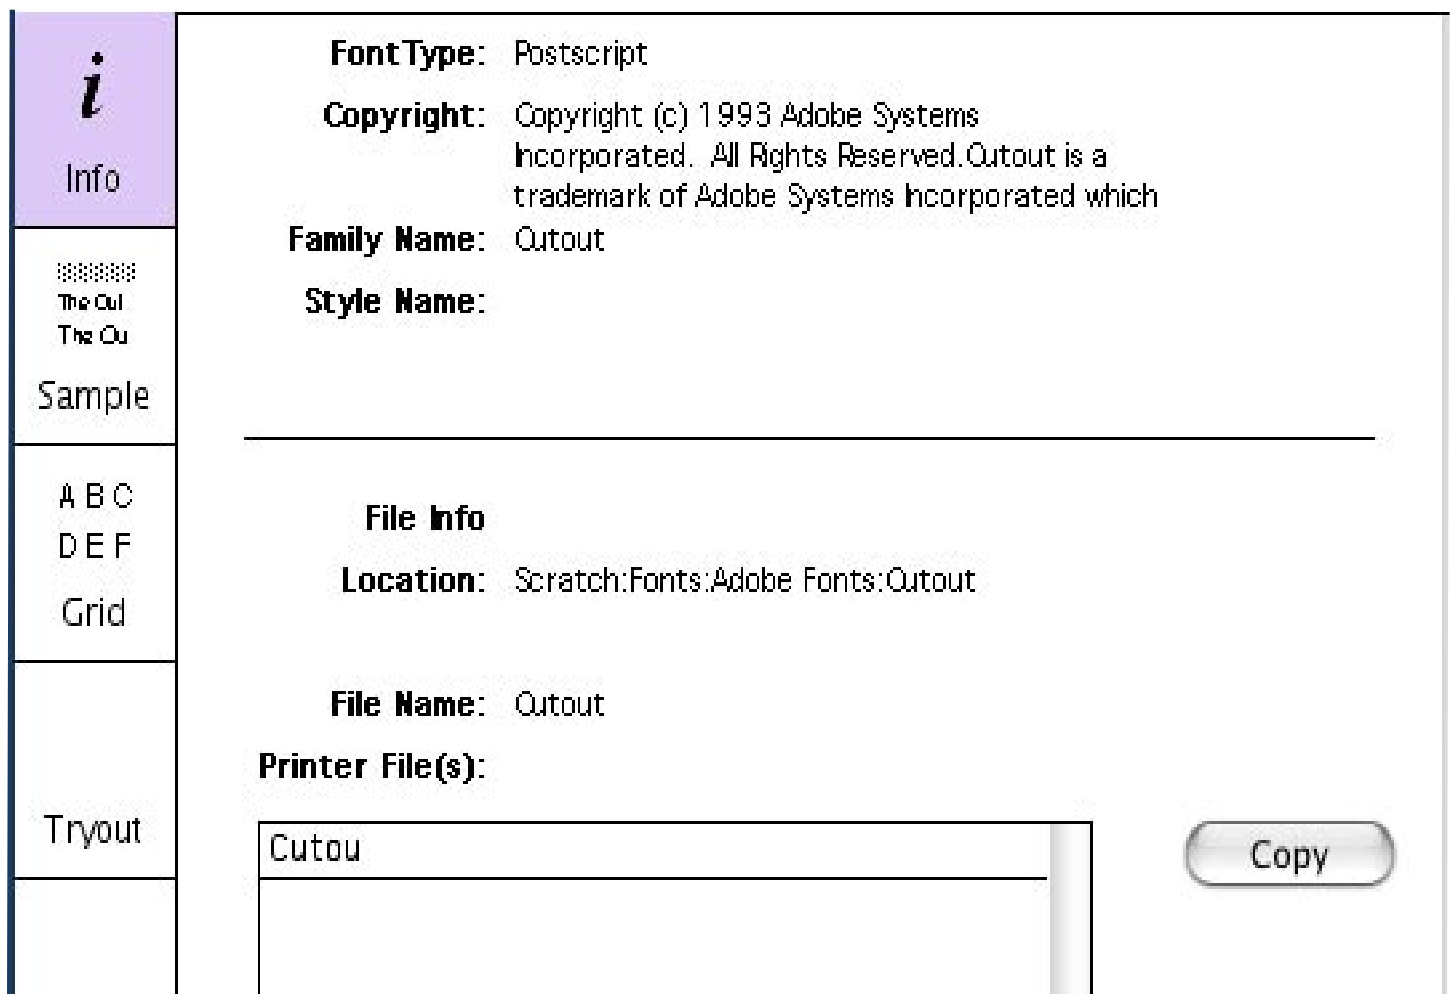 i
Info
The Cut
The Cu
Sample
A B C
D E F
Grid
Tryout
Font Type: Postscript
Copyright: Copyright (c) 1993 Adobe Systems
Incorporated. All Rights Reserved.Cutout is a
trademark of Adobe Systems Incorporated which
Family Name: Cutout
Style Name:
File Info
Location: Scratch:Fonts:Adobe Fonts:Cutout
File Name: Cutout
Printer File(s):
Cutou
Copy